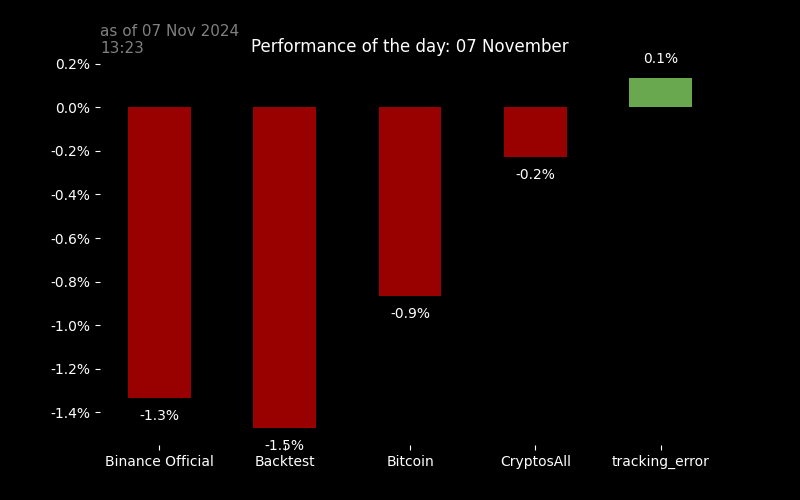 as of 07 Nov 2024
13:23
Performance of the day: 07 November
0.2%
0.0%
-0.2%
-0.4%
-0.6%
-0.8%
-1.0%
-1.2%
-1.4%
0.1%
-0.2%
-0.9%
-1.3%
-1.5%
Binance Official
Backtest
Bitcoin
CryptosAll
tracking_error